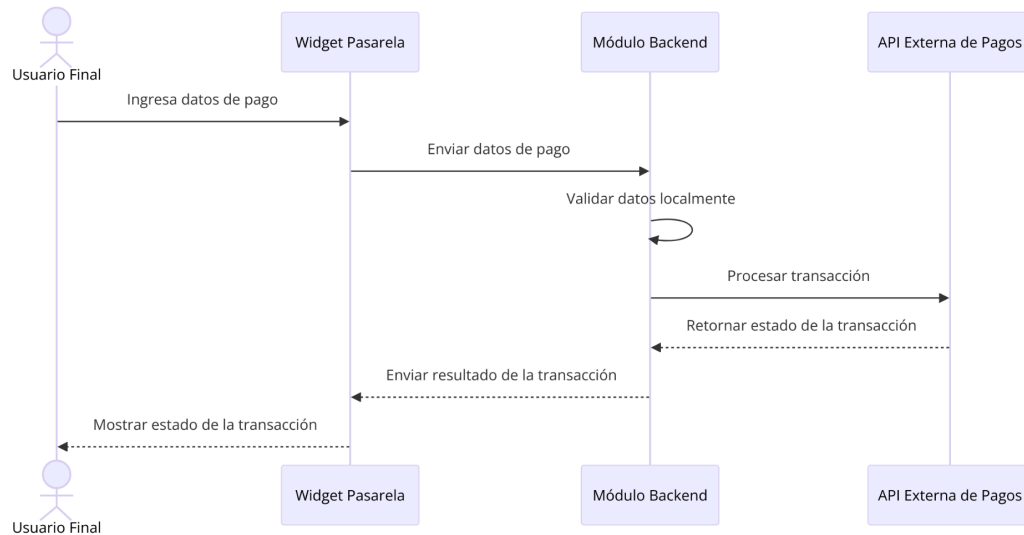 Usuario Final
Widget Pasarela
Módulo Backend
API Externa de Pagos
Ingresa datos de pago
Enviar datos de pago
Validar datos localmente
Procesar transacción
Retornar estado de la transacción
Enviar resultado de la transacción
Mostrar estado de la transacción
Usuario Final
Widget Pasarela
Módulo Backend
API Externa de Pagos